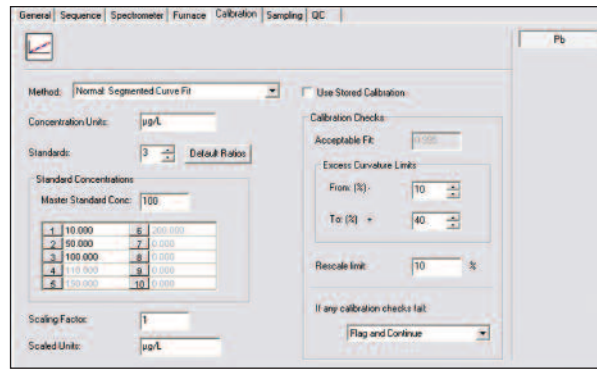 General Sequence Spectrometer Furnace Calibration Sampling QC
Pb
Method: Normal: Segmented Curve Fit
Use Stored Calibration
Concentration Units: µg/L
Calibration Checks
Acceptable Fit: 0.995
Standards: 3 Default Ratios
Excess Curvature Limits
Standard Concentrations
From: (%) - 10
Master Standard Conc: 100
To: (%) + 40
1 10.000 6 200.000
2 50.000 7 0.000
3 100.000 8 0.000
4 110.000 9 0.000
5 150.000 10 0.000
Rescale limit: 10 %
If any calibration checks fail:
Scaling Factor: 1
Flag and Continue
Scaled Units: µg/L